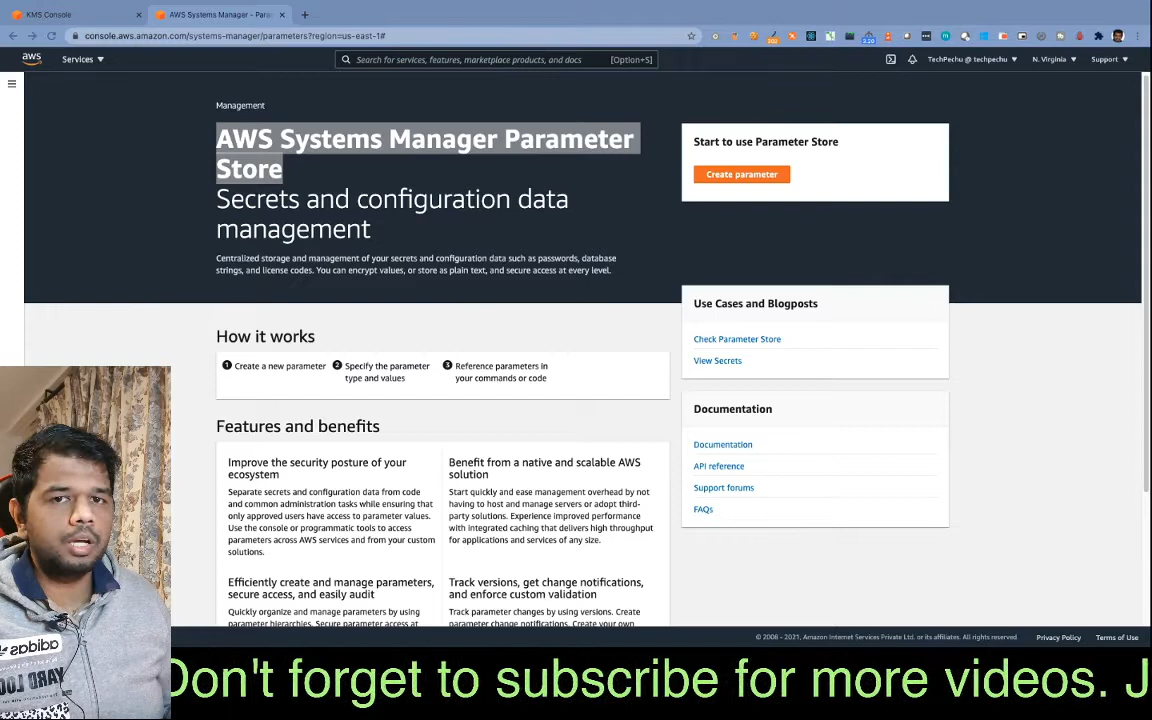 KMS Console
AWS Systems Manager - Para
console.aws.amazon.com/systems-manager/parameters?region=us-east-1#
aws
Services
Search for services, features, marketplace products, and docs
[Option+S]
TechPechu @ techpechu
N. Virginia
Support
Management
AWS Systems Manager Parameter
Store
Secrets and configuration data
management
Centralized storage and management of your secrets and configuration data such as passwords, database
strings, and license codes. You can encrypt values, or store as plain text, and secure access at every level.
Start to use Parameter Store
Create parameter
How it works
1 Create a new parameter
2 Specify the parameter
type and values
3 Reference parameters in
your commands or code
Use Cases and Blogposts
Check Parameter Store
View Secrets
Features and benefits
Improve the security posture of your
ecosystem
Separate secrets and configuration data from code
and common administration tasks while ensuring that
only approved users have access to parameter values.
Use the console or programmatic tools to access
parameters across AWS services and from your custom
solutions.
Benefit from a native and scalable AWS
solution
Start quickly and ease management overhead by not
having to host and manage servers or adopt third-
party solutions. Experience improved performance
with integrated caching that delivers high throughput
for applications and services of any size.
Efficiently create and manage parameters,
secure access, and easily audit
Quickly organize and manage parameters by using
parameter hierarchies. Secure parameter access at
Track versions, get change notifications,
and enforce custom validation
Track parameter changes by using versions. Create
parameter change notifications. Create your own
Documentation
Documentation
API reference
Support forums
FAQs
© 2008 - 2021, Amazon Internet Services Private Ltd. or its affiliates. All rights reserved.
Privacy Policy
Terms of Use
adidas
Don't forget to subscribe for more videos. J